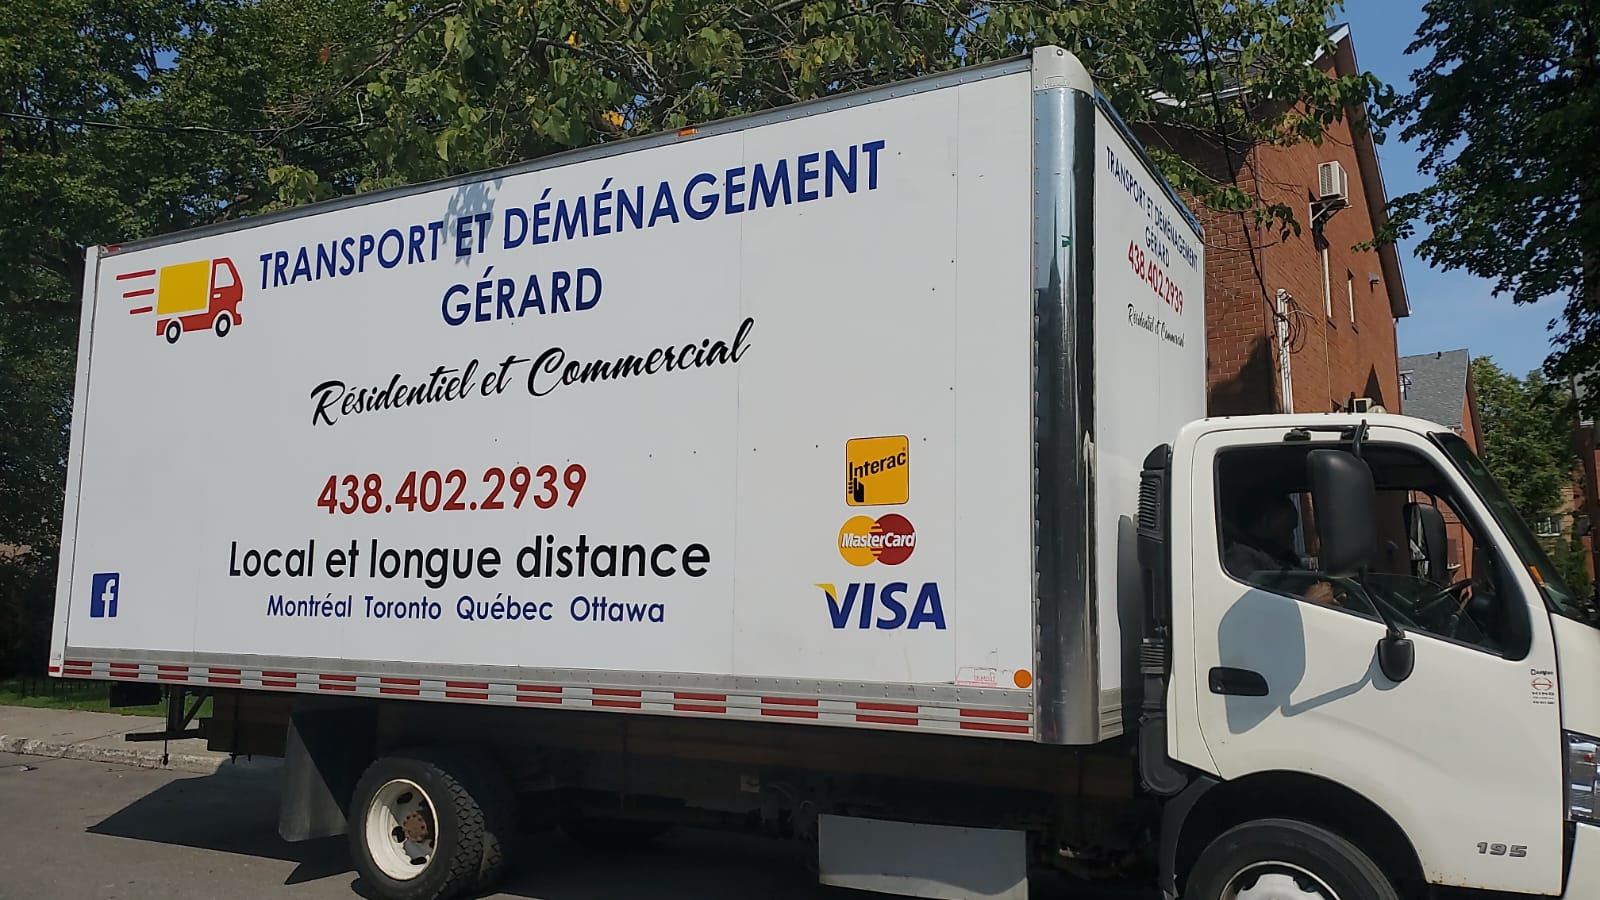 TRANSPORT ET DÉMÉNAGEMENT
GÉRARD
Résidentiel et Commercial
438.402.2939
Local et longue distance
Montréal Toronto Québec Ottawa
f
Interac
MasterCard
VISA
TRANSPORT ET DÉMÉNAGEMENT
GÉRARD
438.402.2939
Résidentiel et Commercial
HINO
195